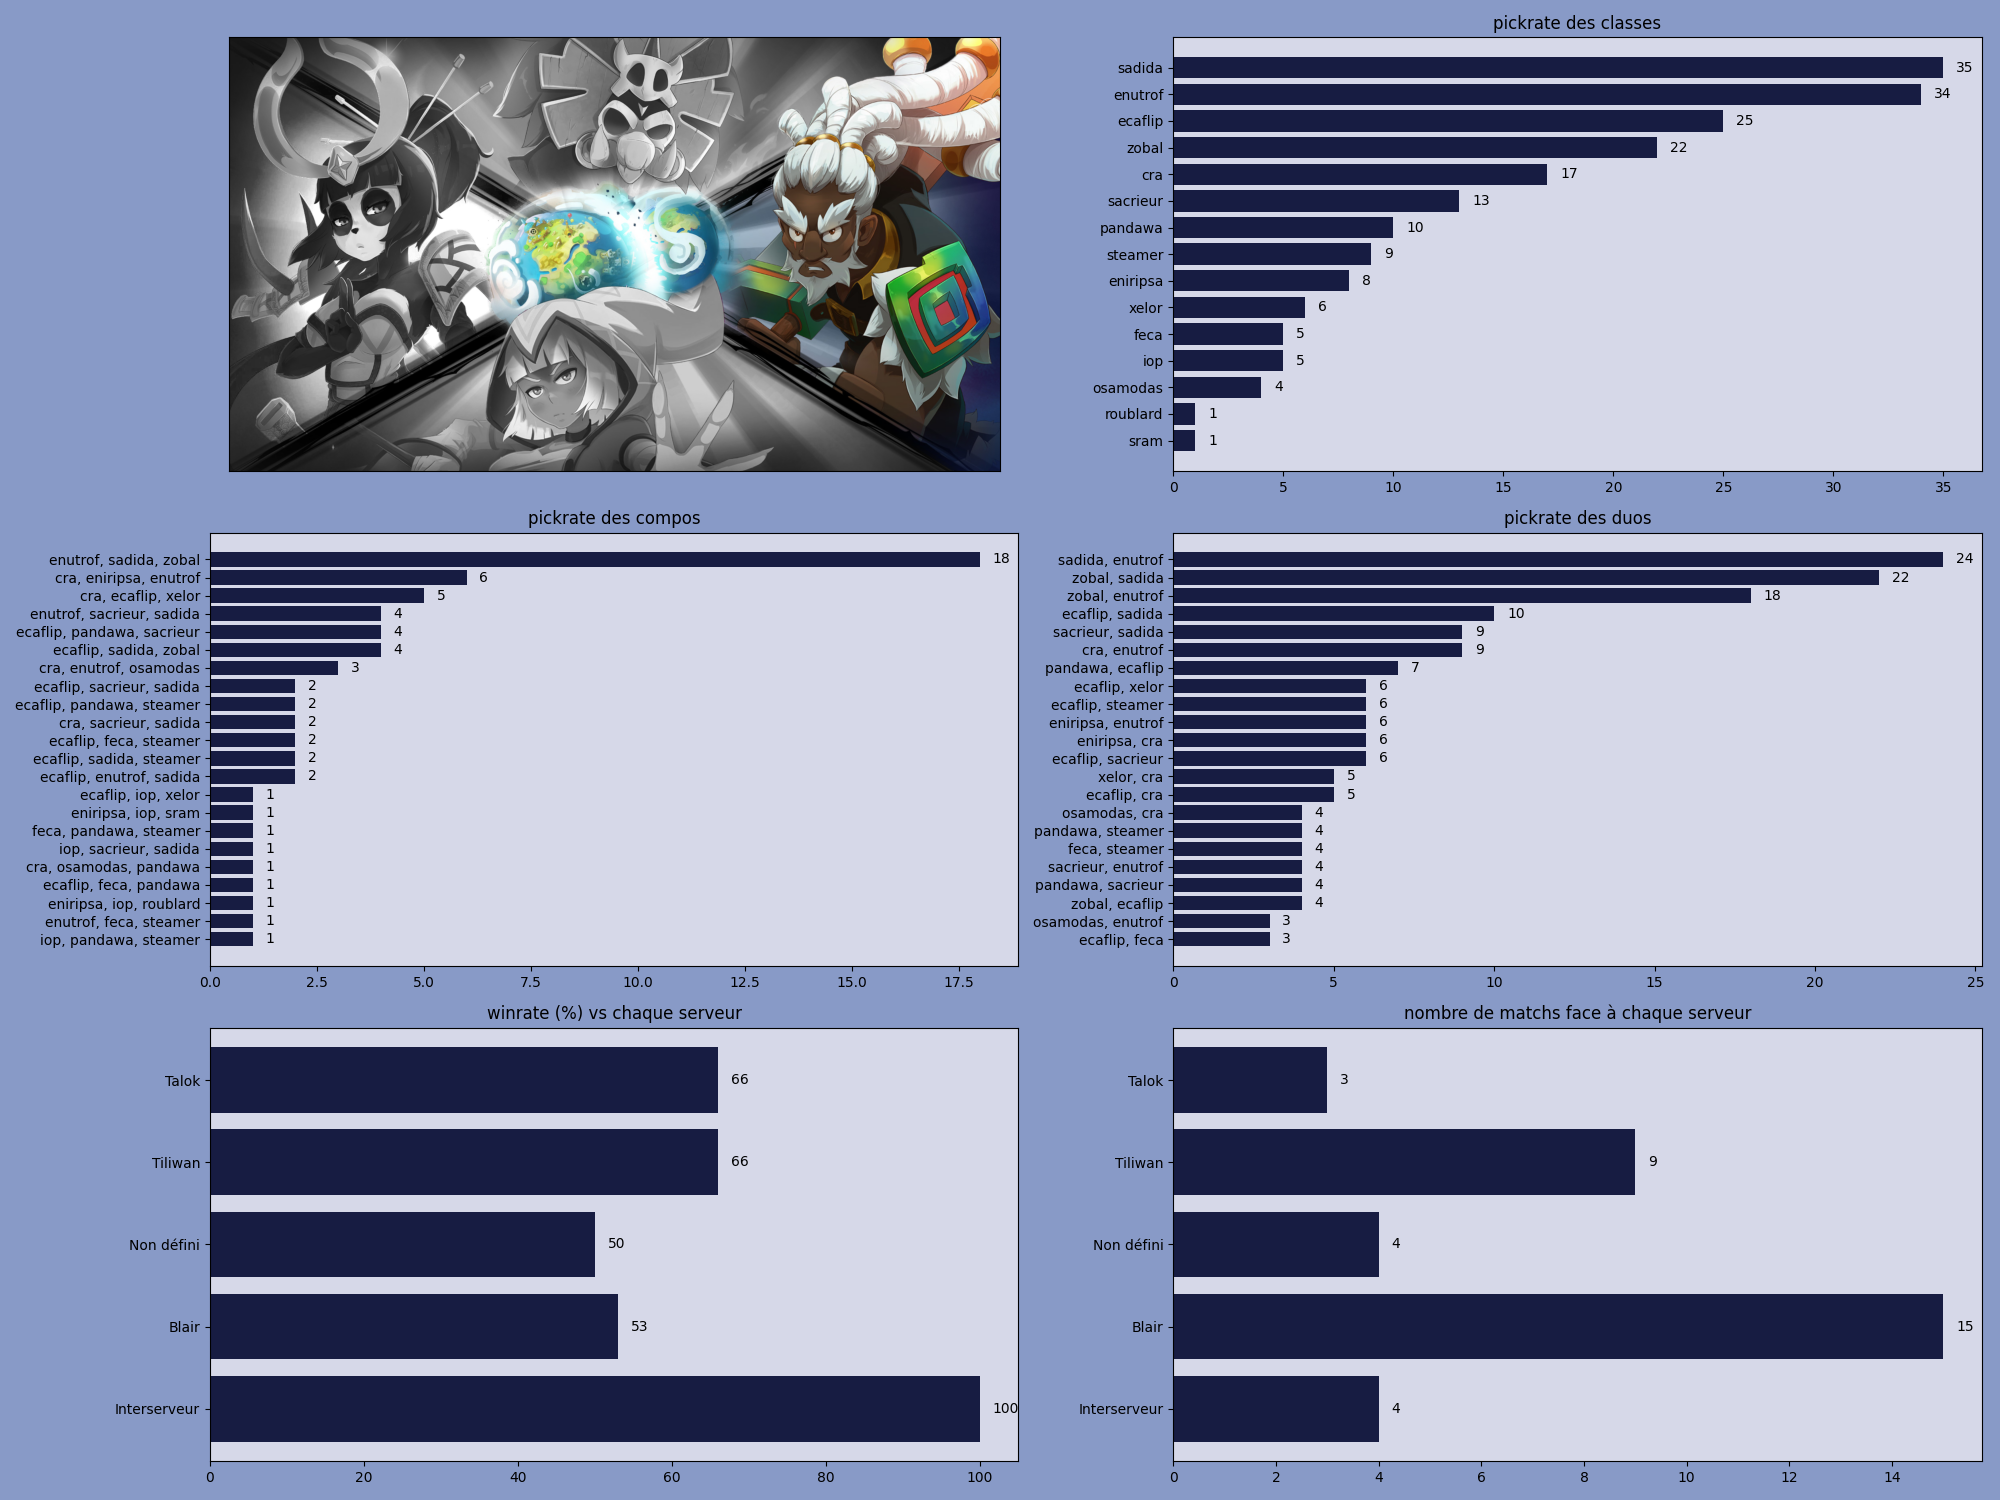 pickrate des classes
sadida 35
enutrof 34
ecaflip 25
zobal 22
cra 17
sacrieur 13
pandawa 10
steamer 9
eniripsa 8
xelor 6
feca 5
iop 5
osamodas 4
roublard 1
sram 1
0 5 10 15 20 25 30 35
pickrate des compos
enutrof, sadida, zobal 18
cra, eniripsa, enutrof 6
cra, ecaflip, xelor 5
enutrof, sacrieur, sadida 4
ecaflip, pandawa, sacrieur 4
ecaflip, sadida, zobal 4
cra, enutrof, osamodas 3
ecaflip, sacrieur, sadida 2
ecaflip, pandawa, steamer 2
cra, sacrieur, sadida 2
ecaflip, feca, steamer 2
ecaflip, sadida, steamer 2
ecaflip, enutrof, sadida 2
ecaflip, iop, xelor 1
eniripsa, iop, sram 1
feca, pandawa, steamer 1
iop, sacrieur, sadida 1
cra, osamodas, pandawa 1
ecaflip, feca, pandawa 1
eniripsa, iop, roublard 1
enutrof, feca, steamer 1
iop, pandawa, steamer 1
0.0 2.5 5.0 7.5 10.0 12.5 15.0 17.5
pickrate des duos
sadida, enutrof 24
zobal, sadida 22
zobal, enutrof 18
ecaflip, sadida 10
sacrieur, sadida 9
cra, enutrof 9
pandawa, ecaflip 7
ecaflip, xelor 6
ecaflip, steamer 6
eniripsa, enutrof 6
eniripsa, cra 6
ecaflip, sacrieur 6
xelor, cra 5
ecaflip, cra 5
osamodas, cra 4
pandawa, steamer 4
feca, steamer 4
sacrieur, enutrof 4
pandawa, sacrieur 4
zobal, ecaflip 4
osamodas, enutrof 3
ecaflip, feca 3
0 5 10 15 20 25
winrate (%) vs chaque serveur
Talok 66
Tiliwan 66
Non défini 50
Blair 53
Interserveur 100
0 20 40 60 80 100
nombre de matchs face à chaque serveur
Talok 3
Tiliwan 9
Non défini 4
Blair 15
Interserveur 4
0 2 4 6 8 10 12 14